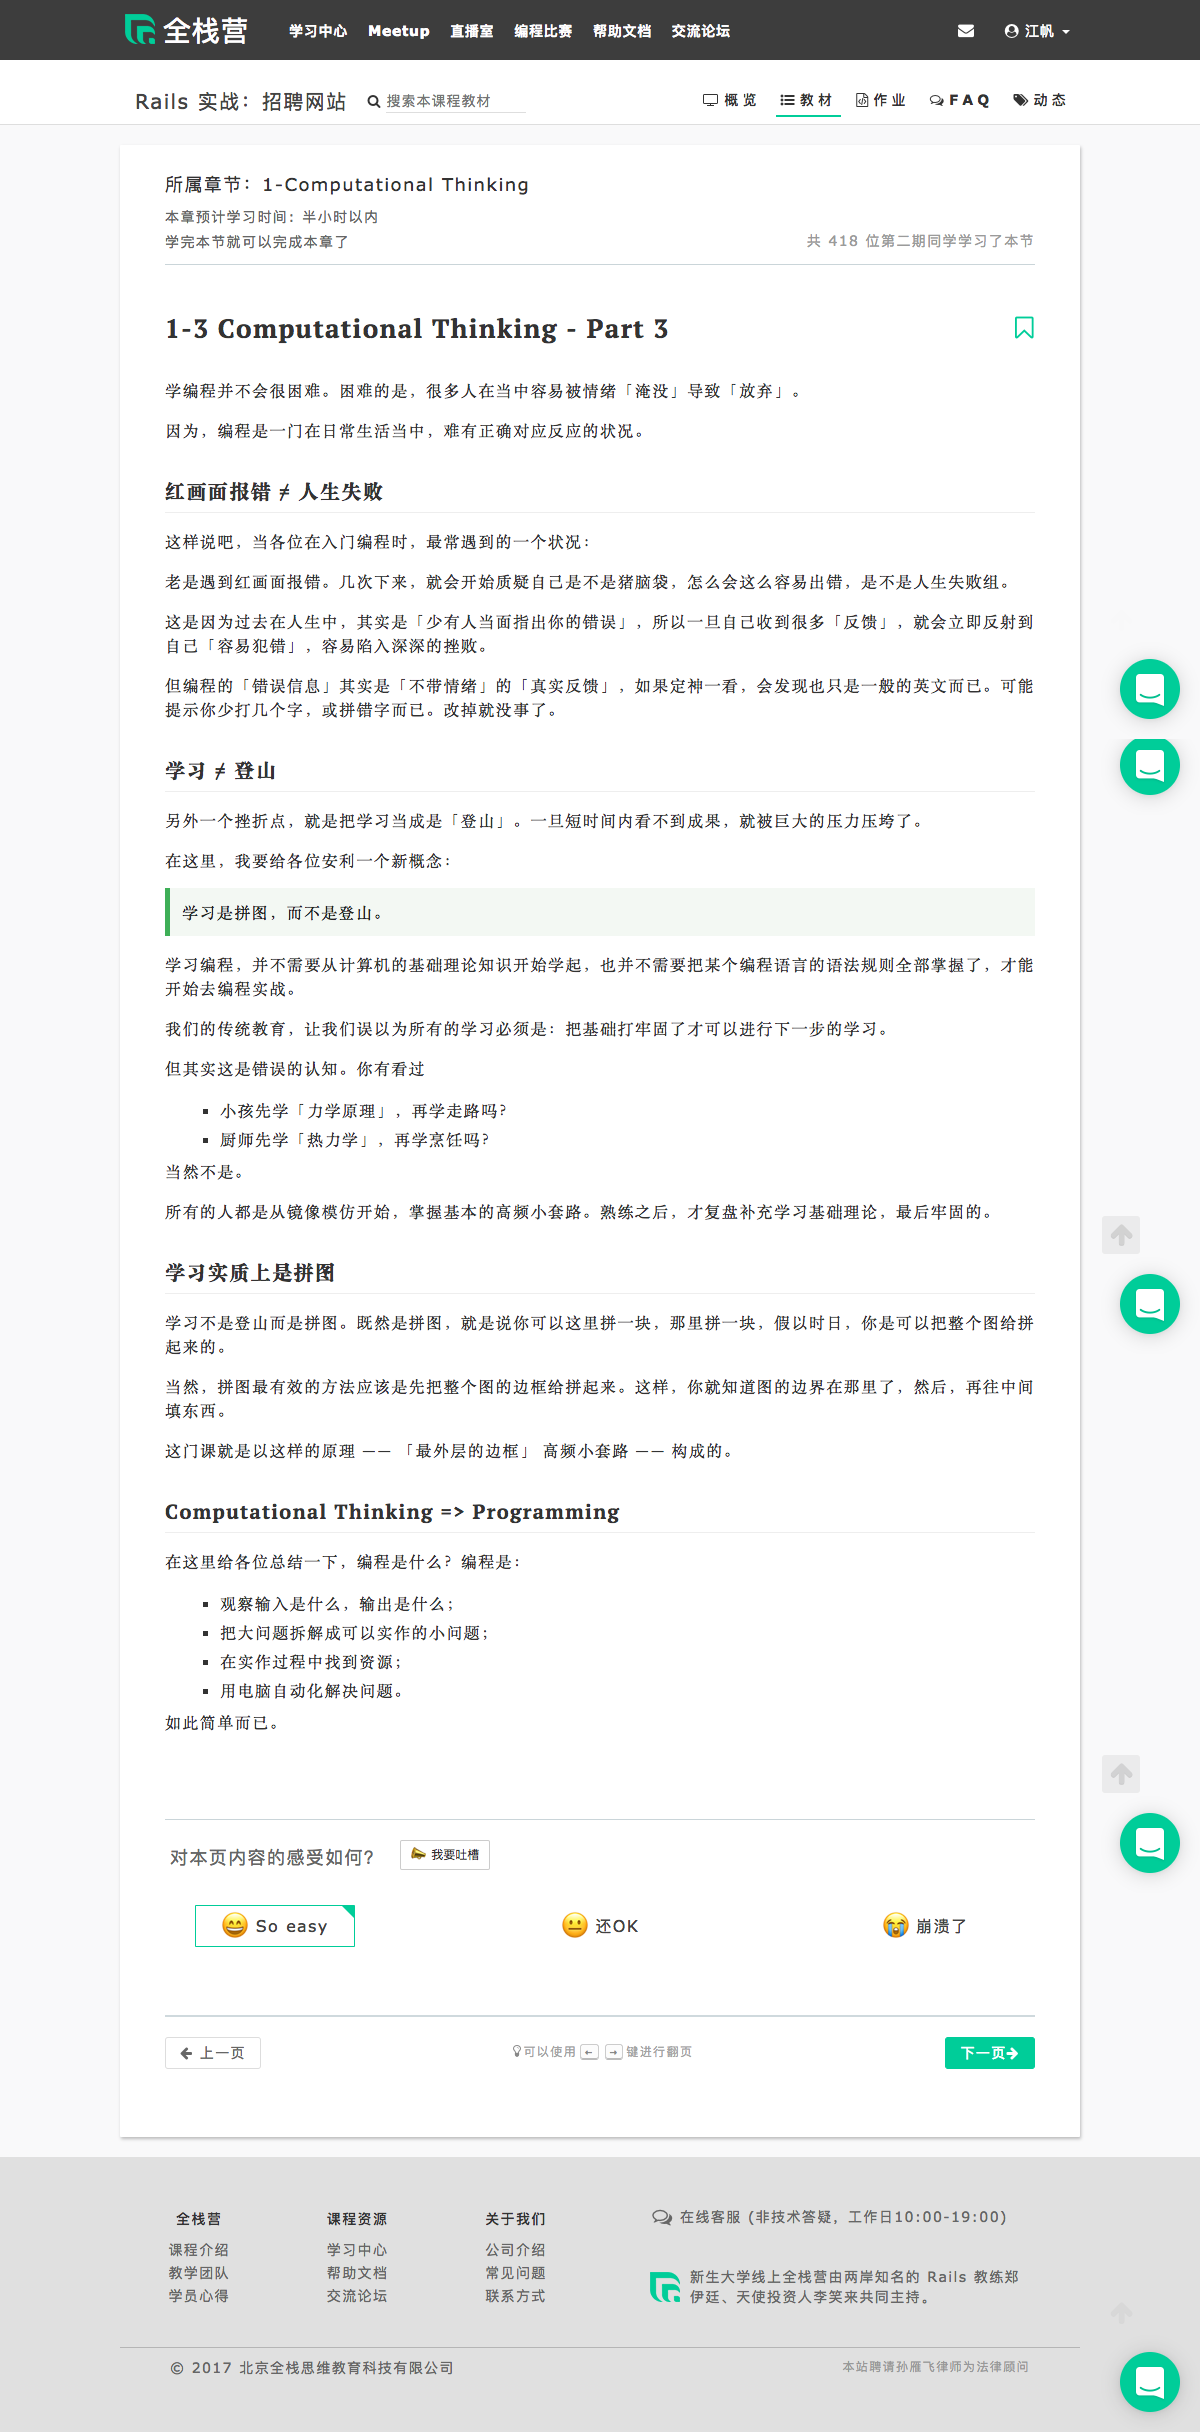 全栈营 学习中心 Meetup 直播室 编程比赛 帮助文档 交流论坛 江帆
Rails 实战：招聘网站 搜索本课程教材 概览 教材 作业 FAQ 动态
所属章节：1-Computational Thinking
本章预计学习时间：半小时以内
学完本节就可以完成本章了 共 418 位第二期同学学习了本节
1-3 Computational Thinking - Part 3
学编程并不会很困难。困难的是，很多人在当中容易被情绪「淹没」导致「放弃」。
因为，编程是一门在日常生活当中，难有正确对应反应的状况。
红画面报错 ≠ 人生失败
这样说吧，当各位在入门编程时，最常遇到的一个状况：
老是遇到红画面报错。几次下来，就会开始质疑自己是不是猪脑袋，怎么会这么容易出错，是不是人生失败组。
这是因为过去在人生中，其实是「少有人当面指出你的错误」，所以一旦自己收到很多「反馈」，就会立即反射到
自己「容易犯错」，容易陷入深深的挫败。
但编程的「错误信息」其实是「不带情绪」的「真实反馈」，如果定神一看，会发现也只是一般的英文而已。可能
提示你少打几个字，或拼错字而已。改掉就没事了。
学习 ≠ 登山
另外一个挫折点，就是把学习当成是「登山」。一旦短时间内看不到成果，就被巨大的压力压垮了。
在这里，我要给各位安利一个新概念：
学习是拼图，而不是登山。
学习编程，并不需要从计算机的基础理论知识开始学起，也并不需要把某个编程语言的语法规则全部掌握了，才能
开始去编程实战。
我们的传统教育，让我们误以为所有的学习必须是：把基础打牢固了才可以进行下一步的学习。
但其实这是错误的认知。你有看过
▪ 小孩先学「力学原理」，再学走路吗？
▪ 厨师先学「热力学」，再学烹饪吗？
当然不是。
所有的人都是从镜像模仿开始，掌握基本的高频小套路。熟练之后，才复盘补充学习基础理论，最后牢固的。
学习实质上是拼图
学习不是登山而是拼图。既然是拼图，就是说你可以这里拼一块，那里拼一块，假以时日，你是可以把整个图给拼
起来的。
当然，拼图最有效的方法应该是先把整个图的边框给拼起来。这样，你就知道图的边界在那里了，然后，再往中间
填东西。
这门课就是以这样的原理 —— 「最外层的边框」 高频小套路 —— 构成的。
Computational Thinking => Programming
在这里给各位总结一下，编程是什么？编程是：
▪ 观察输入是什么，输出是什么；
▪ 把大问题拆解成可以实作的小问题；
▪ 在实作过程中找到资源；
▪ 用电脑自动化解决问题。
如此简单而已。
对本页内容的感受如何？ 我要吐槽
So easy 还OK 崩溃了
← 上一页 可以使用 ← → 键进行翻页 下一页→
全栈营 课程资源 关于我们 在线客服 (非技术答疑，工作日10:00-19:00)
课程介绍 学习中心 公司介绍
教学团队 帮助文档 常见问题 新生大学线上全栈营由两岸知名的 Rails 教练郑
学员心得 交流论坛 联系方式 伊廷、天使投资人李笑来共同主持。
© 2017 北京全栈思维教育科技有限公司 本站聘请孙雁飞律师为法律顾问